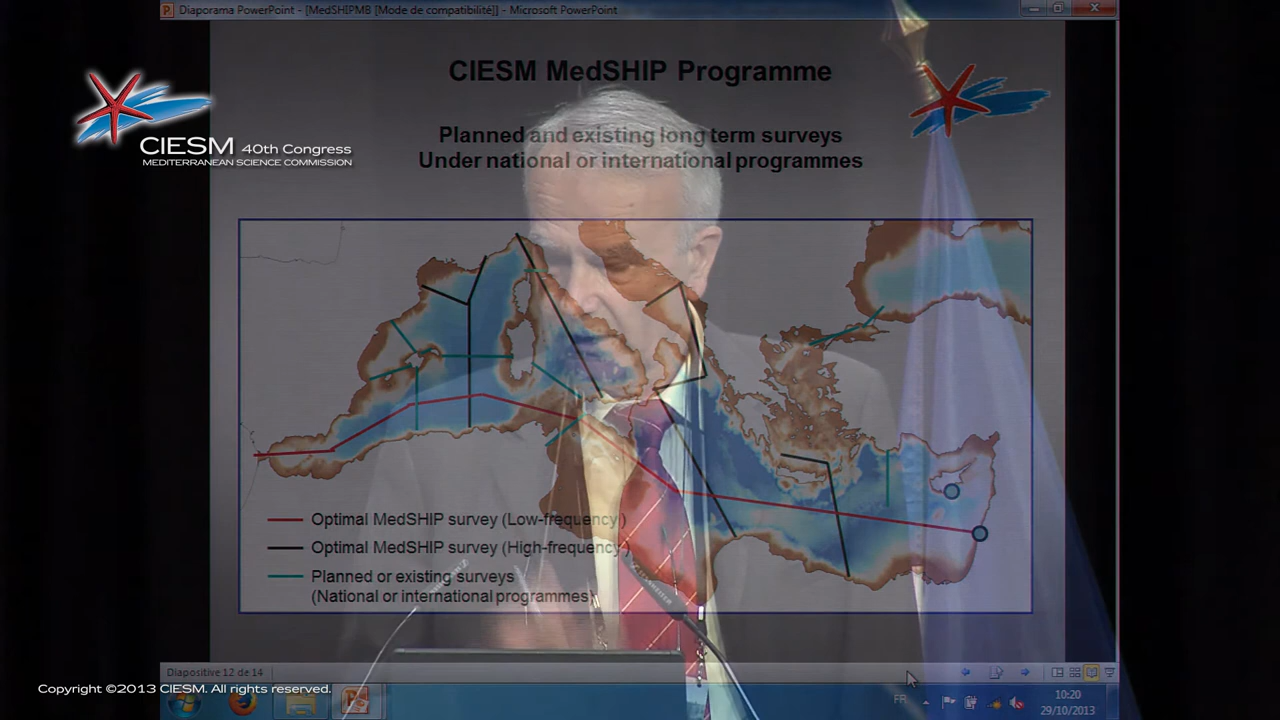 Diaporama PowerPoint - [MedSHIPMB [Mode de compatibilité]] - Microsoft PowerPoint
CIESM MedSHIP Programme
CIESM 40th Congress
MEDITERRANEAN SCIENCE COMMISSION
Planned and existing long term surveys
Under national or international programmes
Optimal MedSHIP survey (Low-frequency)
Optimal MedSHIP survey (High-frequency)
Planned or existing surveys
(National or international programmes)
Diapositive 12 de 14
Copyright ©2013 CIESM. All rights reserved.
FR
10:20
29/10/2013